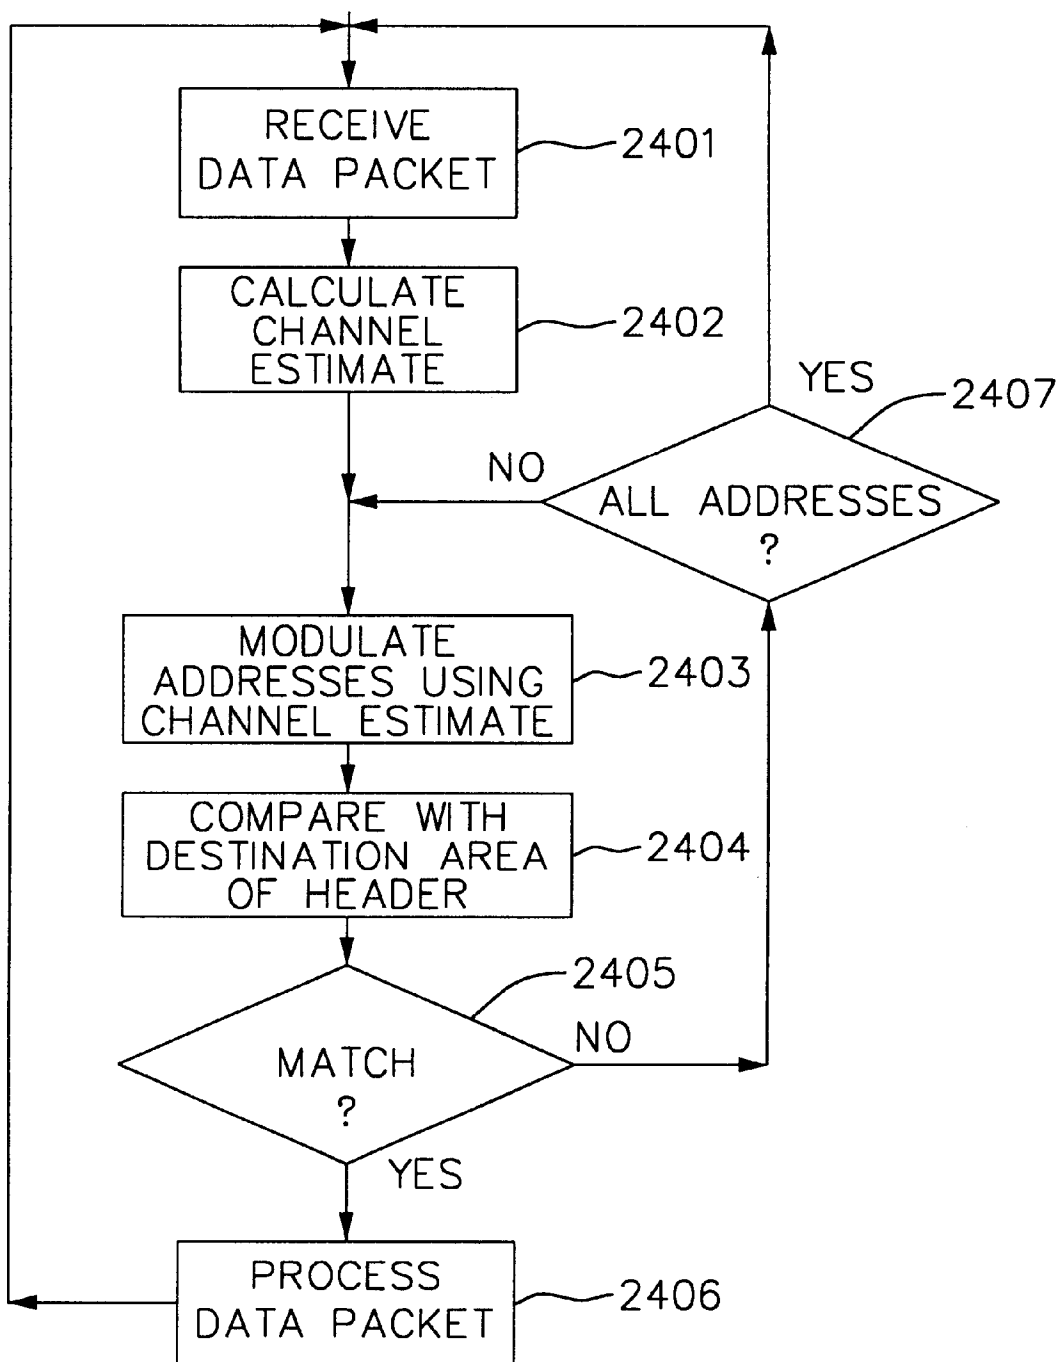 RECEIVE
DATA PACKET
2401
CALCULATE
CHANNEL
ESTIMATE
2402
YES
2407
NO
ALL ADDRESSES
?
MODULATE
ADDRESSES USING
CHANNEL ESTIMATE
2403
COMPARE WITH
DESTINATION AREA
OF HEADER
2404
2405
NO
MATCH
?
YES
PROCESS
DATA PACKET
2406